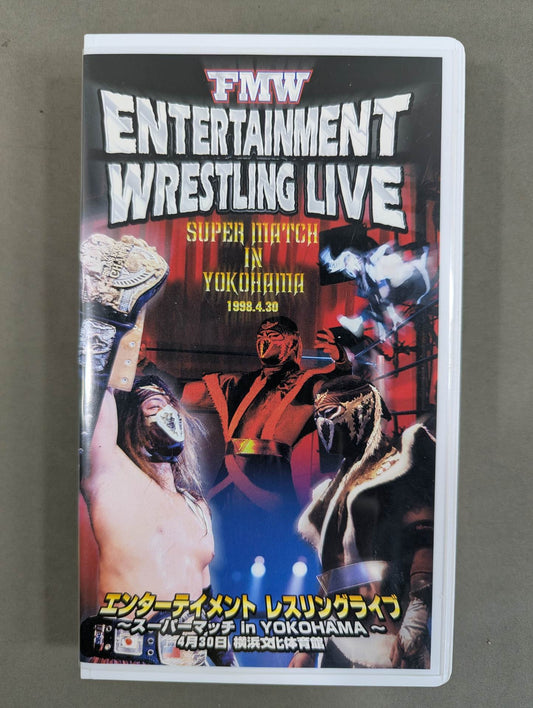 FMW
ENTERTAINMENT
WRESTLING LIVE
SUPER MATCH
IN
YOKOHAMA
1998.4.30
エンターテイメント レスリングライブ
〜スーパーマッチ in YOKOHAMA 〜
4月30日 横浜文化体育館